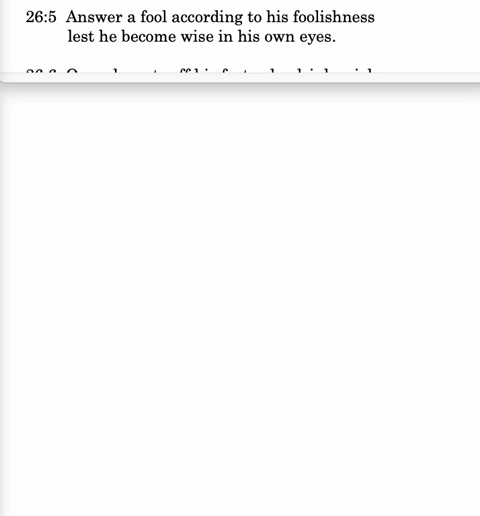 26:5 Answer a fool according to his foolishness
lest he become wise in his own eyes.